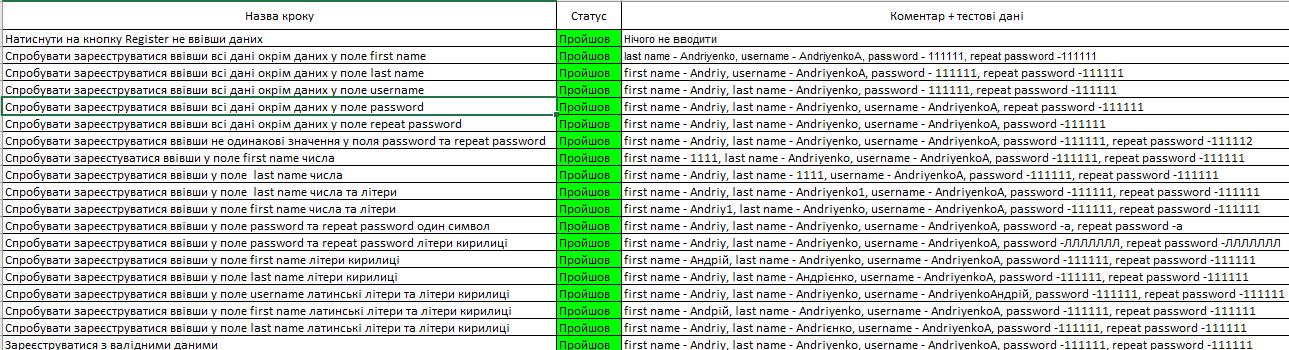 Назва кроку Статус Коментар + тестові дані
Натиснути на кнопку Register не ввівши даних Пройшов Нічого не вводити
Спробувати зареєструватися ввівши всі дані окрім даних у поле first name Пройшов last name - Andriyenko, username - AndriyenkoA, password - 111111, repeat password -111111
Спробувати зареєструватися ввівши всі дані окрім даних у поле last name Пройшов first name - Andriy, username - AndriyenkoA, password - 111111, repeat password -111111
Спробувати зареєструватися ввівши всі дані окрім даних у поле username Пройшов first name - Andriy, last name - Andriyenko, password - 111111, repeat password -111111
Спробувати зареєструватися ввівши всі дані окрім даних у поле password Пройшов first name - Andriy, last name - Andriyenko, username - AndriyenkoA, repeat password -111111
Спробувати зареєструватися ввівши всі дані окрім даних у поле repeat password Пройшов first name - Andriy, last name - Andriyenko, username - AndriyenkoA, password -111111
Спробувати зареєструватися ввівши не одинакові значення у поля password та repeat password Пройшов first name - Andriy, last name - Andriyenko, username - AndriyenkoA, password -111111, repeat password -111112
Спробувати зареєстуватися ввівши у поле first name числа Пройшов first name - 1111, last name - Andriyenko, username - AndriyenkoA, password -111111, repeat password -111111
Спробувати зареєструватися ввівши у поле last name числа Пройшов first name - Andriy, last name - 1111, username - AndriyenkoA, password -111111, repeat password -111111
Спробувати зареєструватися ввівши у поле last name числа та літери Пройшов first name - Andriy, last name - Andriyenko1, username - AndriyenkoA, password -111111, repeat password -111111
Спробувати зареєструватися ввівши у поле first name числа та літери Пройшов first name - Andriy1, last name - Andriyenko, username - AndriyenkoA, password -111111, repeat password -111111
Спробувати зареєструватися ввівши у поле password та repeat password один символ Пройшов first name - Andriy, last name - Andriyenko, username - AndriyenkoA, password -a, repeat password -a
Спробувати зареєструватися ввівши у поле password та repeat password літери кирилиці Пройшов first name - Andriy, last name - Andriyenko, username - AndriyenkoA, password -ЛЛЛЛЛЛЛ, repeat password -ЛЛЛЛЛЛЛ
Спробувати зареєструватися ввівши у поле first name літери кирилиці Пройшов first name - Андрій, last name - Andriyenko, username - AndriyenkoA, password -111111, repeat password -111111
Спробувати зареєструватися ввівши у поле last name літери кирилиці Пройшов first name - Andriy, last name - Андрієнко, username - AndriyenkoA, password -111111, repeat password -111111
Спробувати зареєструватися ввівши у поле username латинські літери та літери кирилиці Пройшов first name - Andriy, last name - Andriyenko, username - AndriyenkoАндрій, password -111111, repeat password -111111
Спробувати зареєструватися ввівши у поле first name латинські літери та літери кирилиці Пройшов first name - Andрій, last name - Andriyenko, username - AndriyenkoA, password -111111, repeat password -111111
Спробувати зареєструватися ввівши у поле last name латинські літери та літери кирилиці Пройшов first name - Andriy, last name - Andrієнко, username - AndriyenkoA, password -111111, repeat password -111111
Зареєструватися з валідними даними Пройшов first name - Andriy, last name - Andriyenko, username - AndriyenkoA, password -111111, repeat password -111111